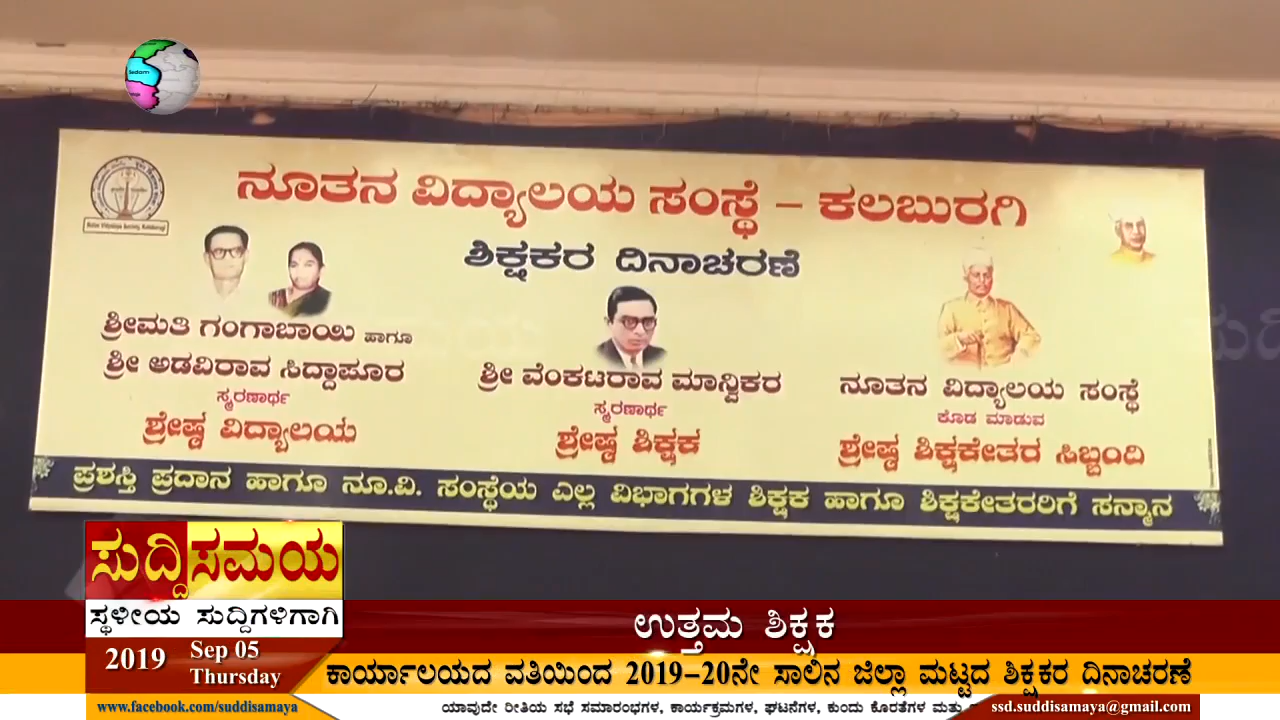 Sedam
ನೂತನ ವಿದ್ಯಾಲಯ ಸಂಸ್ಥೆ – ಕಲಬುರಗಿ
ಶಿಕ್ಷಕರ ದಿನಾಚರಣೆ
ಶ್ರೀಮತಿ ಗಂಗಾಬಾಯಿ ಹಾಗೂ
ಶ್ರೀ ಅಡವಿರಾವ ಸಿದ್ದಾಪೂರ
ಸ್ಮರಣಾರ್ಥ
ಶ್ರೇಷ್ಠ ವಿದ್ಯಾಲಯ
ಶ್ರೀ ವೆಂಕಟರಾವ ಮಾನ್ವಿಕರ
ಸ್ಮರಣಾರ್ಥ
ಶ್ರೇಷ್ಠ ಶಿಕ್ಷಕ
ನೂತನ ವಿದ್ಯಾಲಯ ಸಂಸ್ಥೆ
ಕೊಡ ಮಾಡುವ
ಶ್ರೇಷ್ಠ ಶಿಕ್ಷಕೇತರ ಸಿಬ್ಬಂದಿ
ಪ್ರಶಸ್ತಿ ಪ್ರದಾನ ಹಾಗೂ ನೂ.ವಿ. ಸಂಸ್ಥೆಯ ಎಲ್ಲ ವಿಭಾಗಗಳ ಶಿಕ್ಷಕ ಹಾಗೂ ಶಿಕ್ಷಕೇತರರಿಗೆ ಸನ್ಮಾನ
ಸುದ್ದಿಸಮಯ
ಸ್ಥಳೀಯ ಸುದ್ದಿಗಳಿಗಾಗಿ
2019 Sep 05
Thursday
ಉತ್ತಮ ಶಿಕ್ಷಕ
ಕಾರ್ಯಾಲಯದ ವತಿಯಿಂದ 2019–20ನೇ ಸಾಲಿನ ಜಿಲ್ಲಾ ಮಟ್ಟದ ಶಿಕ್ಷಕರ ದಿನಾಚರಣೆ
www.facebook.com/suddisamaya
ಯಾವುದೇ ರೀತಿಯ ಸಭೆ ಸಮಾರಂಭಗಳ, ಕಾರ್ಯಕ್ರಮಗಳ, ಘಟನೆಗಳ, ಕುಂದು ಕೊರತೆಗಳ ಮತ್ತು
ssd.suddisamaya@gmail.com